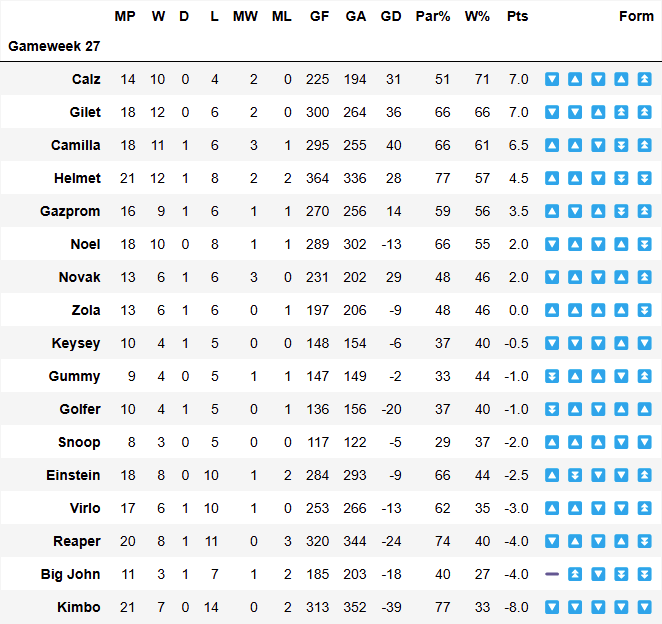 MP W D L MW ML GF GA GD Par% W% Pts Form
Gameweek 27
Calz 14 10 0 4 2 0 225 194 31 51 71 7.0
Gilet 18 12 0 6 2 0 300 264 36 66 66 7.0
Camilla 18 11 1 6 3 1 295 255 40 66 61 6.5
Helmet 21 12 1 8 2 2 364 336 28 77 57 4.5
Gazprom 16 9 1 6 1 1 270 256 14 59 56 3.5
Noel 18 10 0 8 1 1 289 302 -13 66 55 2.0
Novak 13 6 1 6 3 0 231 202 29 48 46 2.0
Zola 13 6 1 6 0 1 197 206 -9 48 46 0.0
Keysey 10 4 1 5 0 0 148 154 -6 37 40 -0.5
Gummy 9 4 0 5 1 1 147 149 -2 33 44 -1.0
Golfer 10 4 1 5 0 1 136 156 -20 37 40 -1.0
Snoop 8 3 0 5 0 0 117 122 -5 29 37 -2.0
Einstein 18 8 0 10 1 2 284 293 -9 66 44 -2.5
Virlo 17 6 1 10 1 0 253 266 -13 62 35 -3.0
Reaper 20 8 1 11 0 3 320 344 -24 74 40 -4.0
Big John 11 3 1 7 1 2 185 203 -18 40 27 -4.0
Kimbo 21 7 0 14 0 2 313 352 -39 77 33 -8.0